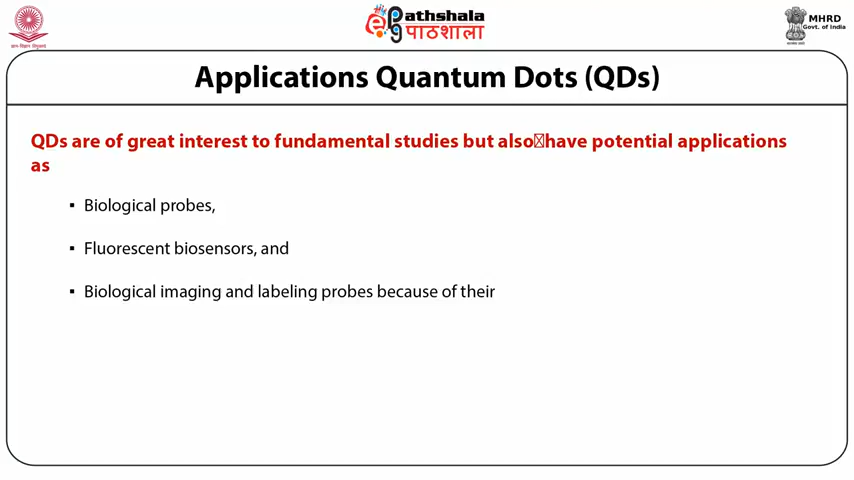 ePathshala
पाठशाला
MHRD
Govt. of India
Applications Quantum Dots (QDs)
QDs are of great interest to fundamental studies but also have potential applications
as
▪ Biological probes,
▪ Fluorescent biosensors, and
▪ Biological imaging and labeling probes because of their